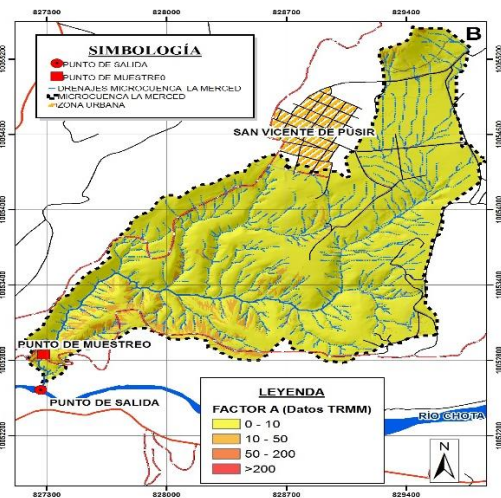 827300 828000 828700 829400
B
SIMBOLOGÍA
PUNTO DE SALIDA
PUNTO DE MUESTREO
DRENAJES MICROCUENCA LA MERCED
MICROCUENCA LA MERCED
ZONA URBANA
SAN VICENTE DE PUSIR
PUNTO DE MUESTREO
PUNTO DE SALIDA
RÍO CHOTA
LEYENDA
FACTOR A (Datos TRMM)
0 - 10
10 - 50
50 - 200
>200
N
827300 828000 828700 829400